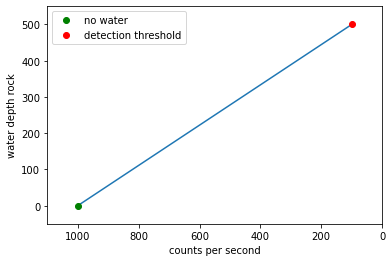 no water
detection threshold
500
400
300
200
100
0
water depth rock
1000 800 600 400 200 0
counts per second